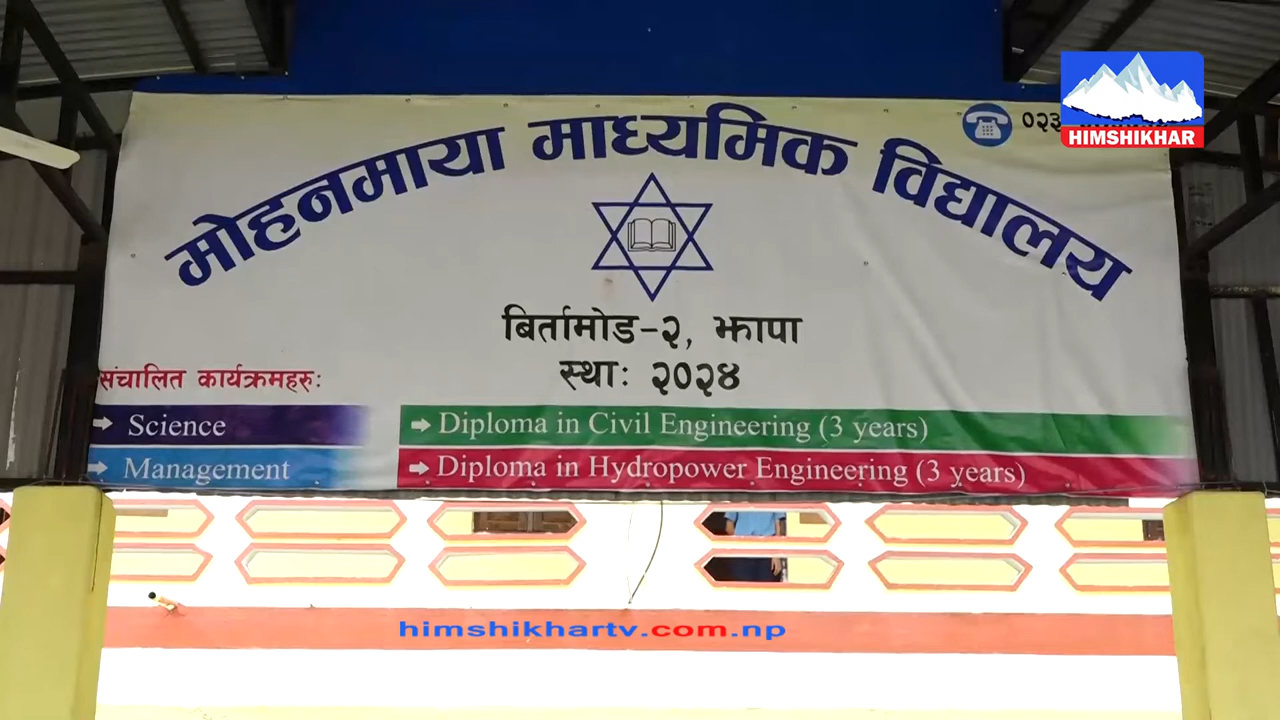 ०२३
HIMSHIKHAR
मोहनमाया माध्यमिक विद्यालय
बिर्तामोड-२, झापा
स्थाः २०२४
संचालित कार्यक्रमहरुः
Science
Diploma in Civil Engineering (3 years)
Management
Diploma in Hydropower Engineering (3 years)
himshikhartv.com.np